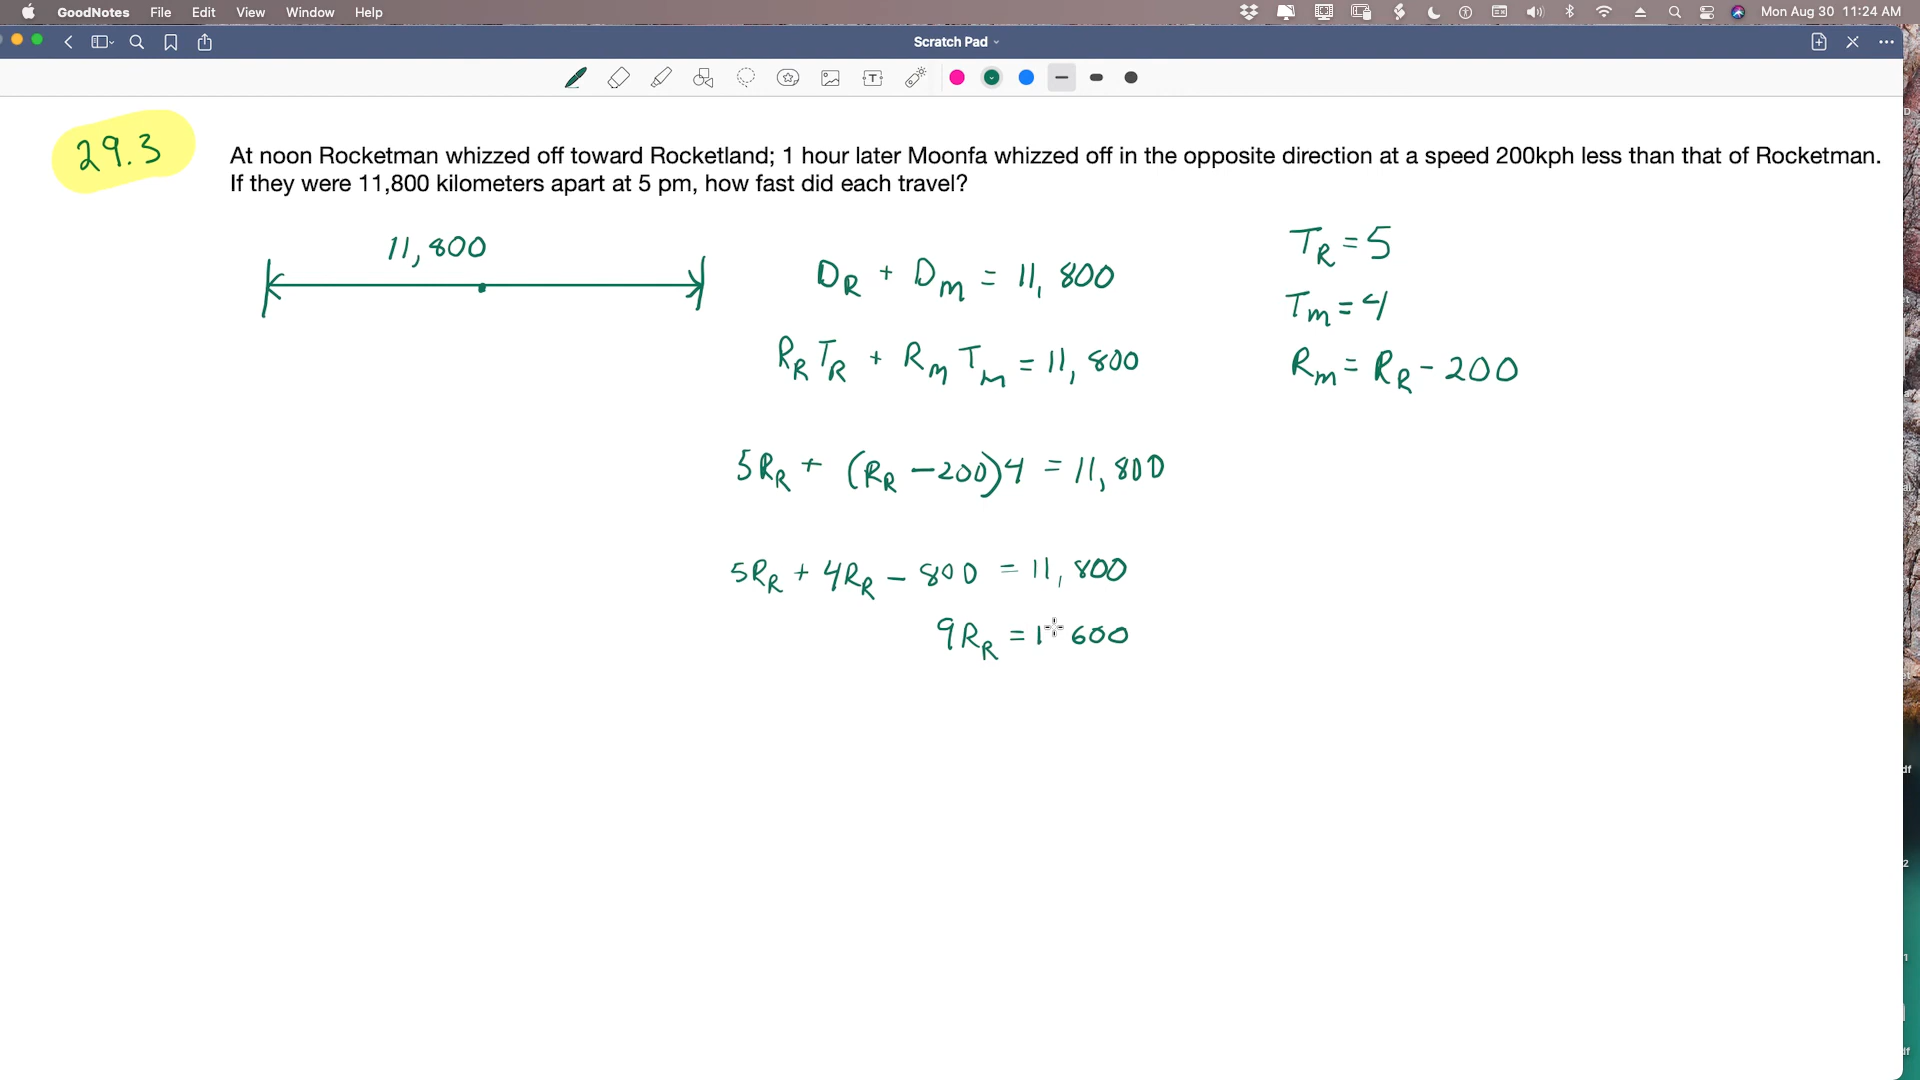 GoodNotes File Edit View Window Help Mon Aug 30 11:24 AM
Scratch Pad
29.3
At noon Rocketman whizzed off toward Rocketland; 1 hour later Moonfa whizzed off in the opposite direction at a speed 200kph less than that of Rocketman.
If they were 11,800 kilometers apart at 5 pm, how fast did each travel?
11,800
D_R + D_m = 11,800
R_R T_R + R_m T_m = 11,800
T_R = 5
T_m = 4
R_m = R_R - 200
5R_R + (R_R - 200)4 = 11,800
5R_R + 4R_R - 800 = 11,800
9R_R = 1 600